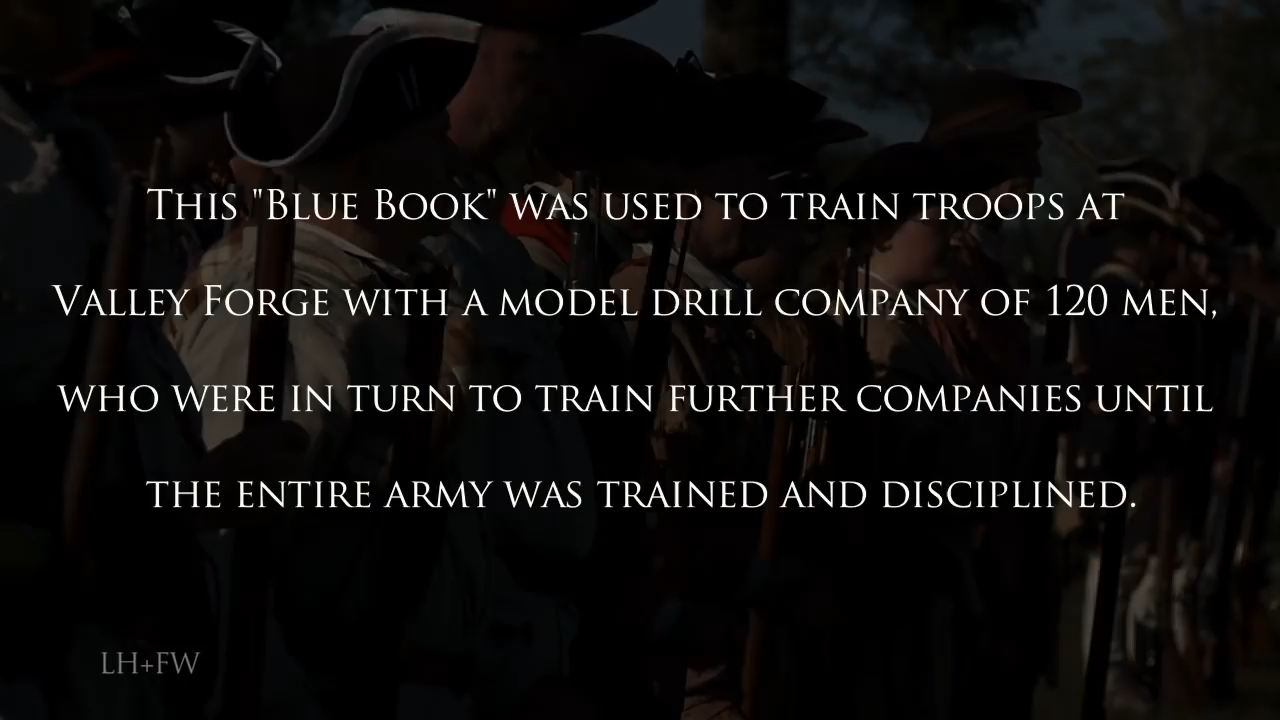 This "Blue Book" was used to train troops at
Valley Forge with a model drill company of 120 men,
who were in turn to train further companies until
the entire army was trained and disciplined.
LH+FW